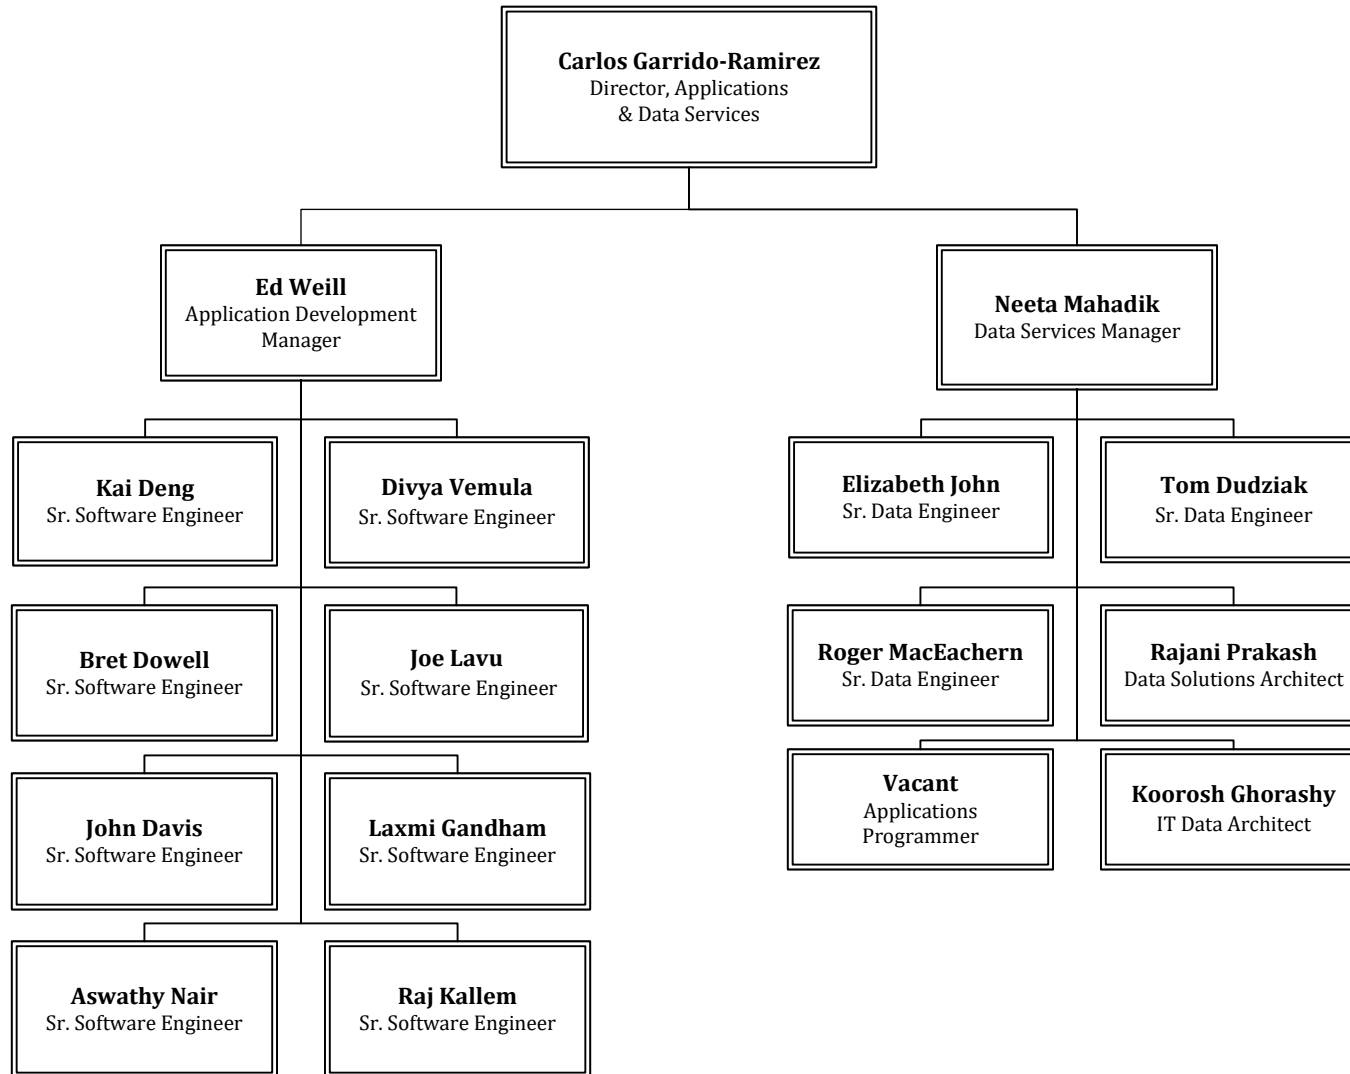 Carlos Garrido-Ramirez
Director, Applications
& Data Services
Ed Weill
Application Development
Manager
Neeta Mahadik
Data Services Manager
Kai Deng
Sr. Software Engineer
Divya Vemula
Sr. Software Engineer
Elizabeth John
Sr. Data Engineer
Tom Dudziak
Sr. Data Engineer
Bret Dowell
Sr. Software Engineer
Joe Lavu
Sr. Software Engineer
Roger MacEachern
Sr. Data Engineer
Rajani Prakash
Data Solutions Architect
John Davis
Sr. Software Engineer
Laxmi Gandham
Sr. Software Engineer
Vacant
Applications
Programmer
Koorosh Ghorashy
IT Data Architect
Aswathy Nair
Sr. Software Engineer
Raj Kallem
Sr. Software Engineer